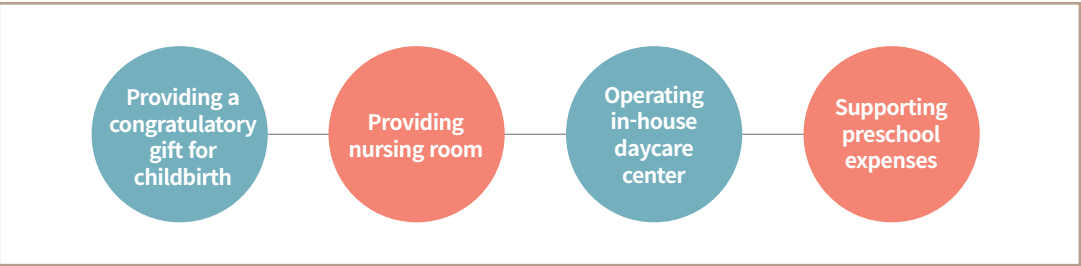 Providing a
congratulatory
gift for
childbirth
Providing
nursing room
Operating
in-house
daycare
center
Supporting
preschool
expenses